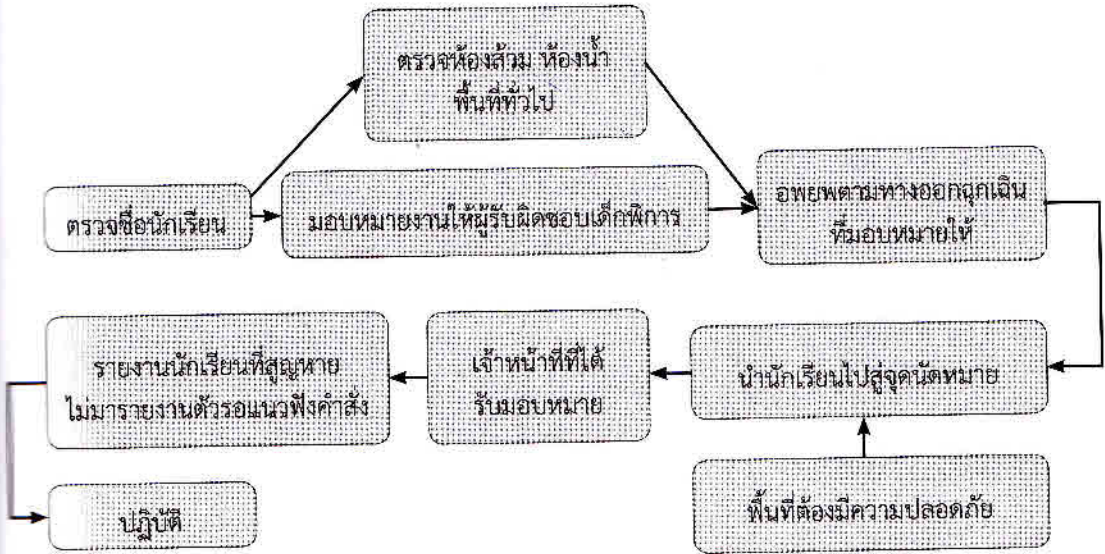 ตรวจห้องส้วม ห้องน้ำ
พื้นที่ทั่วไป
ตรวจชื่อนักเรียน
มอบหมายงานให้ผู้รับผิดชอบเด็กพิการ
อพยพตามทางออกฉุกเฉิน
ที่มอบหมายให้
นำนักเรียนไปสู่จุดนัดหมาย
พื้นที่ต้องมีความปลอดภัย
เจ้าหน้าที่ที่ได้
รับมอบหมาย
รายงานนักเรียนที่สูญหาย
ไม่มารายงานตัวรอแนวฟังคำสั่ง
ปฏิบัติ